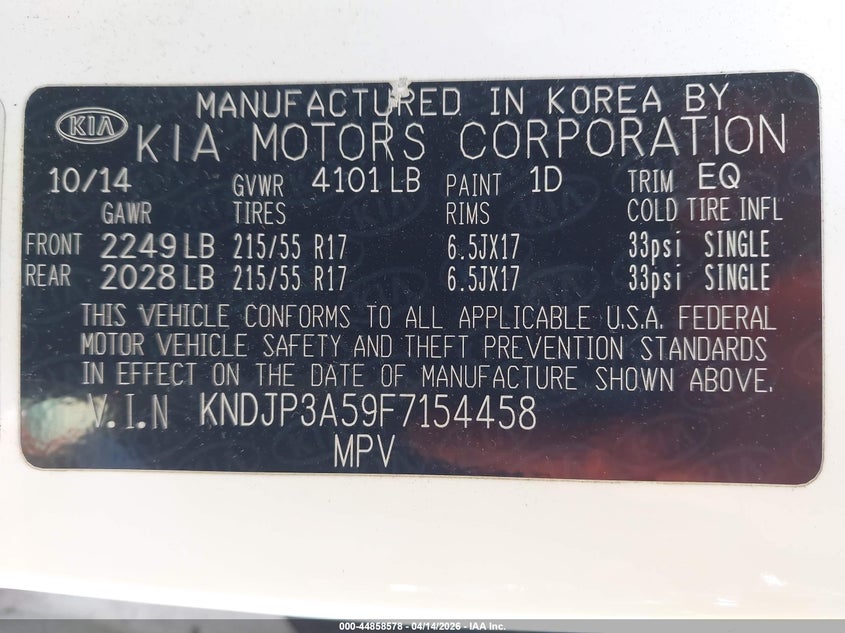 MANUFACTURED IN KOREA BY
KIA KIA MOTORS CORPORATION
10/14 GVWR 4101 LB PAINT 1D TRIM EQ
GAWR TIRES RIMS COLD TIRE INFL
FRONT 2249 LB 215/55 R17 6.5JX17 33psi SINGLE
REAR 2028 LB 215/55 R17 6.5JX17 33psi SINGLE
THIS VEHICLE CONFORMS TO ALL APPLICABLE U.S.A. FEDERAL
MOTOR VEHICLE SAFETY AND THEFT PREVENTION STANDARDS
IN EFFECT ON THE DATE OF MANUFACTURE SHOWN ABOVE.
V.I.N KNDJP3A59F7154458
MPV
000-44858578 - 04/14/2026 - IAA Inc.